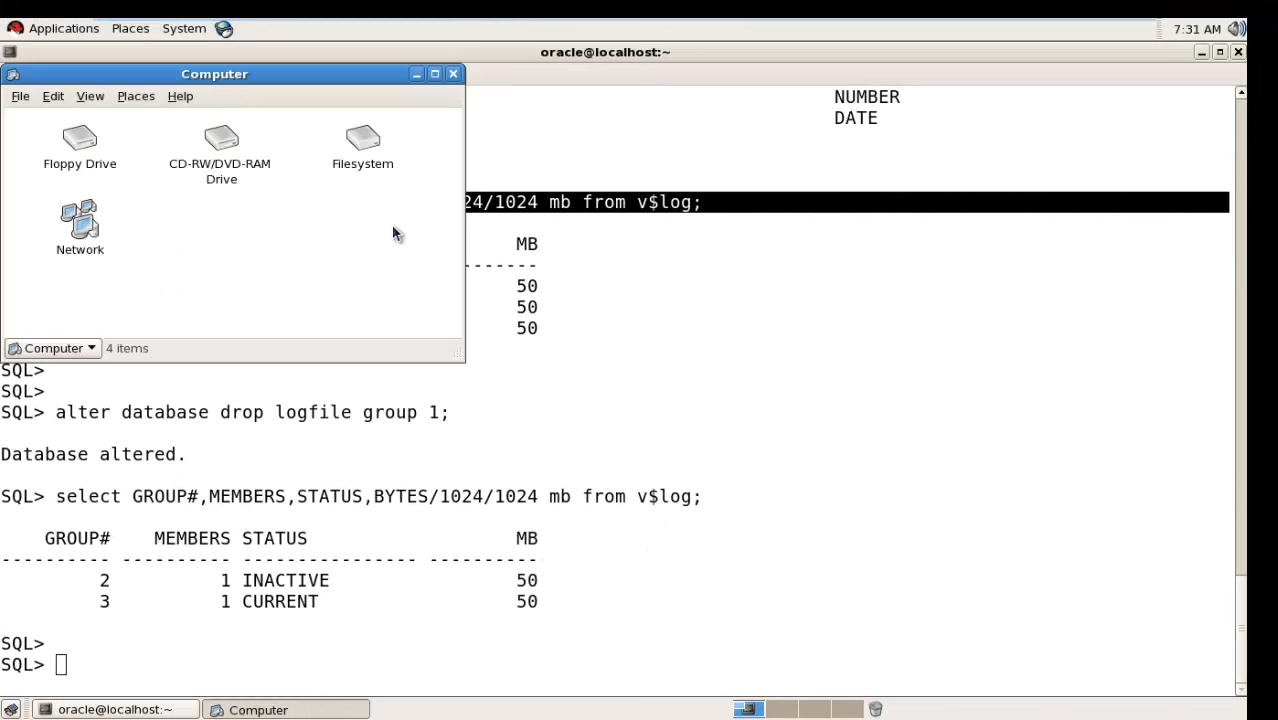 Applications Places System 7:31 AM
oracle@localhost:~
Computer
File Edit View Places Help
Floppy Drive
CD-RW/DVD-RAM
Drive
Filesystem
Network
Computer 4 items
NUMBER
DATE
24/1024 mb from v$log;
MB
-------
50
50
50
SQL>
SQL>
SQL> alter database drop logfile group 1;
Database altered.
SQL> select GROUP#,MEMBERS,STATUS,BYTES/1024/1024 mb from v$log;
GROUP# MEMBERS STATUS MB
---------- ---------- ---------------- ----------
2 1 INACTIVE 50
3 1 CURRENT 50
SQL>
SQL>
oracle@localhost:~ Computer